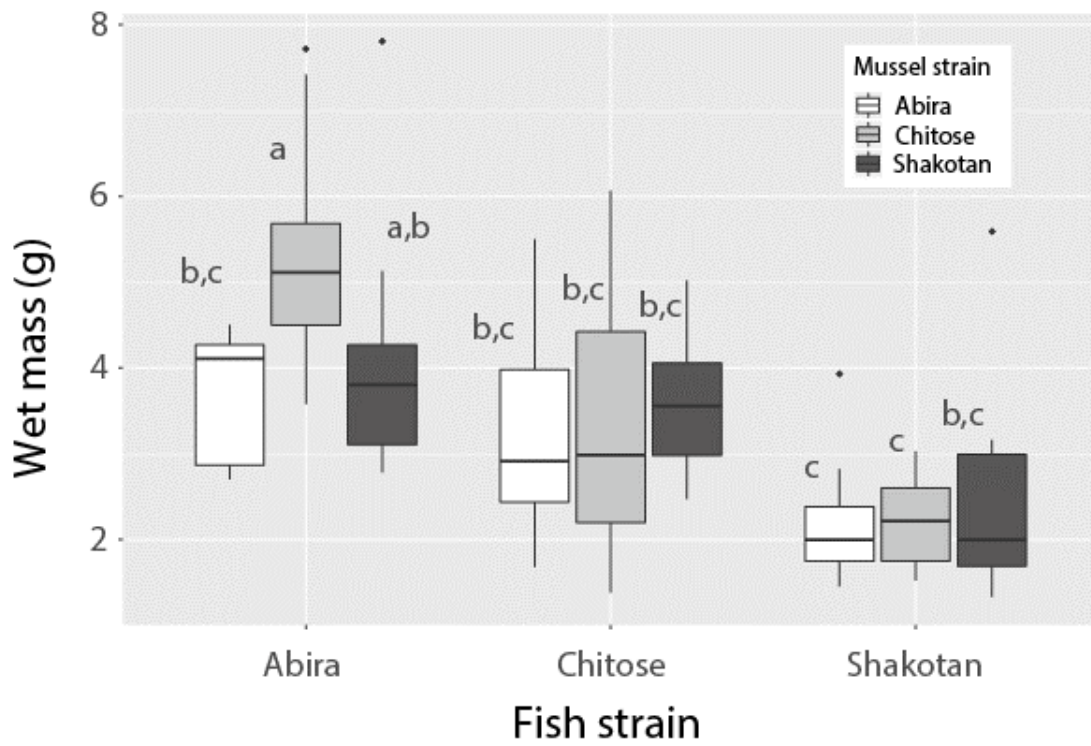 8
6
4
2
Wet mass (g)
Mussel strain
Abira
Chitose
Shakotan
a
a,b
b,c
b,c
b,c
b,c
c
c
b,c
Abira Chitose Shakotan
Fish strain